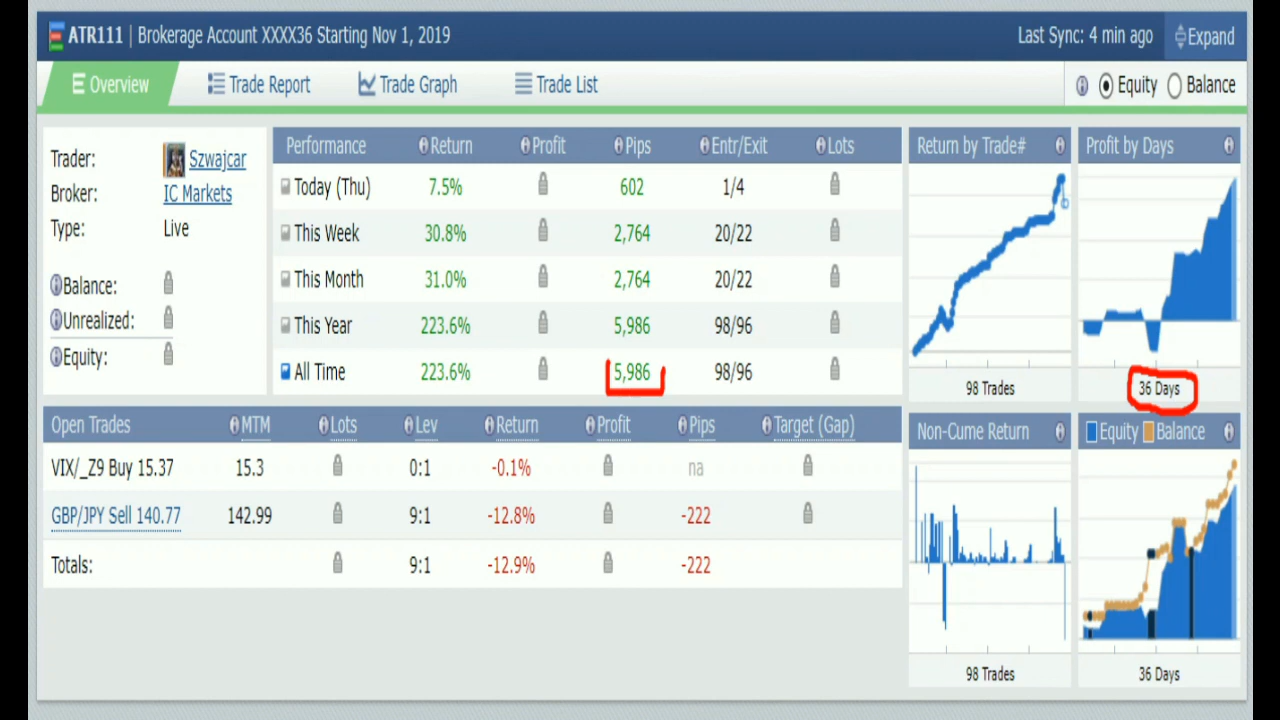 ATR111 | Brokerage Account XXXX36 Starting Nov 1, 2019 Last Sync: 4 min ago Expand
Overview Trade Report Trade Graph Trade List Equity Balance
Trader: Szwajcar
Broker: IC Markets
Type: Live
Balance:
Unrealized:
Equity:
Performance Return Profit Pips Entr/Exit Lots
Today (Thu) 7.5% 602 1/4
This Week 30.8% 2,764 20/22
This Month 31.0% 2,764 20/22
This Year 223.6% 5,986 98/96
All Time 223.6% 5,986 98/96
Return by Trade#
98 Trades
Profit by Days
36 Days
Open Trades MTM Lots Lev Return Profit Pips Target (Gap)
VIX/_Z9 Buy 15.37 15.3 0:1 -0.1% na
GBP/JPY Sell 140.77 142.99 9:1 -12.8% -222
Totals: 9:1 -12.9% -222
Non-Cume Return
98 Trades
Equity Balance
36 Days